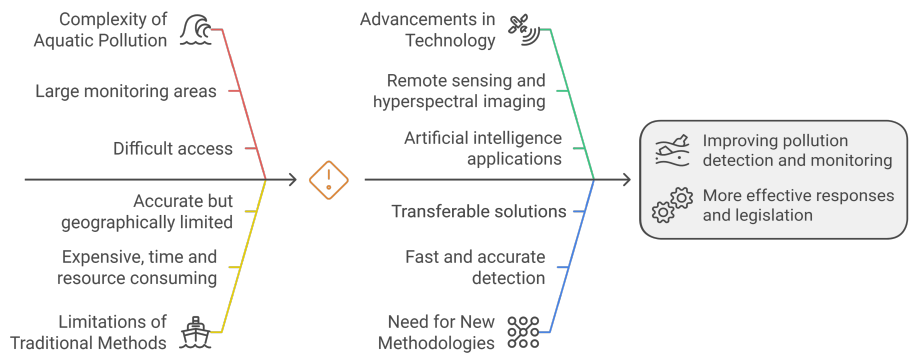 Complexity of
Aquatic Pollution
Large monitoring areas
Difficult access
Accurate but
geographically limited
Expensive, time and
resource consuming
Limitations of
Traditional Methods
Advancements in
Technology
Remote sensing and
hyperspectral imaging
Artificial intelligence
applications
Transferable solutions
Fast and accurate
detection
Need for New
Methodologies
Improving pollution
detection and monitoring
More effective responses
and legislation